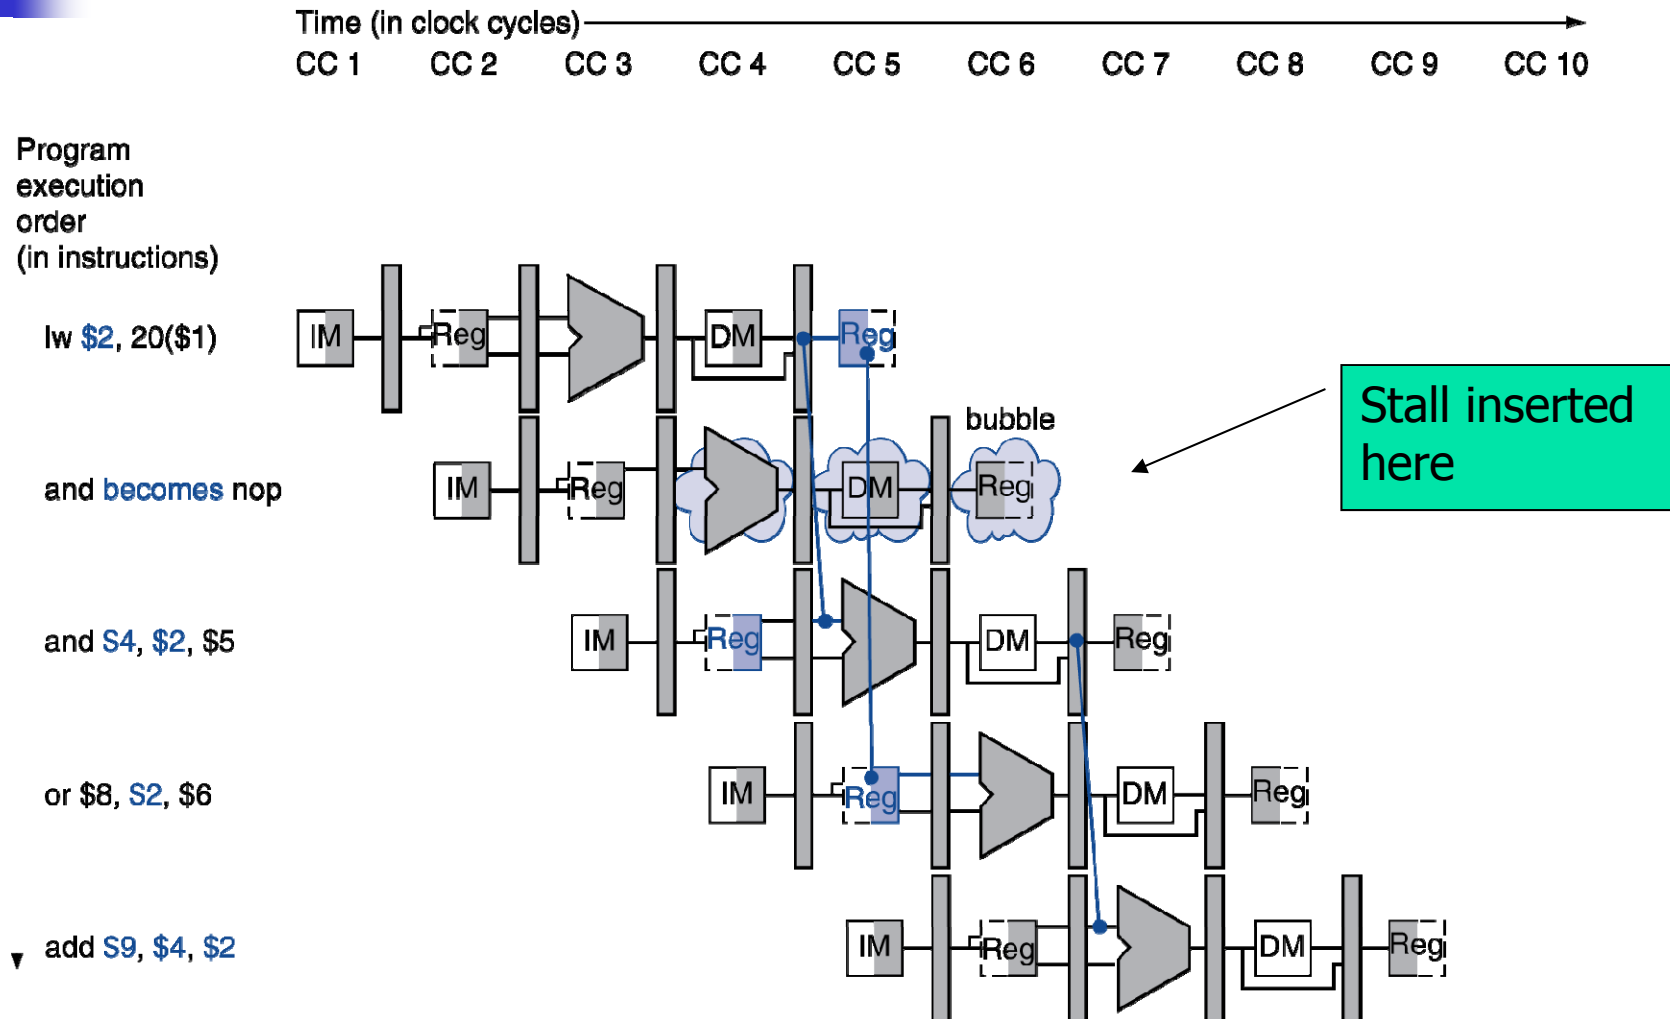 Time (in clock cycles)
CC 1 CC 2 CC 3 CC 4 CC 5 CC 6 CC 7 CC 8 CC 9 CC 10
Program
execution
order
(in instructions)
lw $2, 20($1)
IM Reg DM Reg
Stall inserted
here
bubble
and becomes nop
IM Reg DM Reg
and S4, $2, $5
IM Reg DM Reg
or $8, S2, $6
IM Reg DM Reg
add S9, $4, $2
IM Reg DM Reg